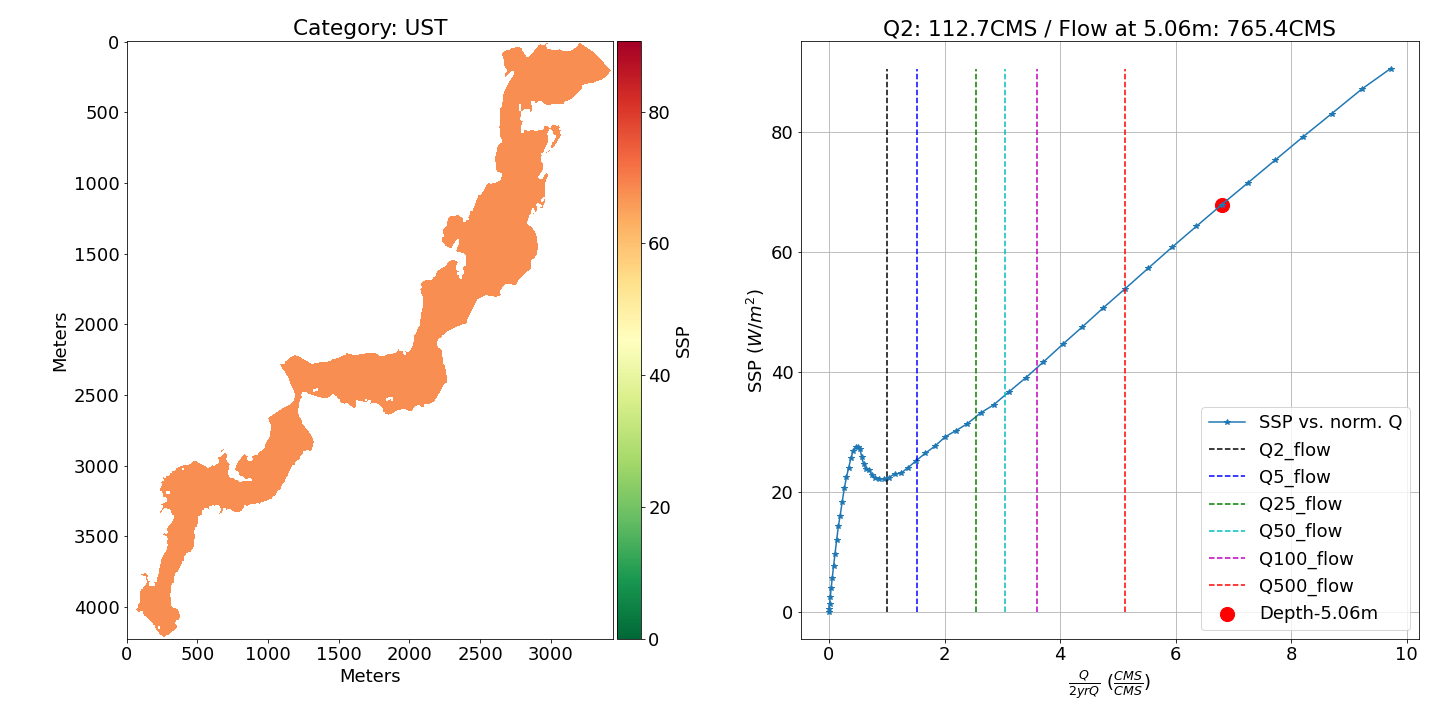 Category: UST
0
500
1000
1500
2000
2500
3000
3500
4000
Meters
0
500
1000
1500
2000
2500
3000
Meters
80
60
40
20
0
SSP
Q2: 112.7CMS / Flow at 5.06m: 765.4CMS
80
60
40
20
0
SSP (W/m²)
0
2
4
6
8
10
Q/2yrQ (CMS/CMS)
SSP vs. norm. Q
Q2_flow
Q5_flow
Q25_flow
Q50_flow
Q100_flow
Q500_flow
Depth-5.06m